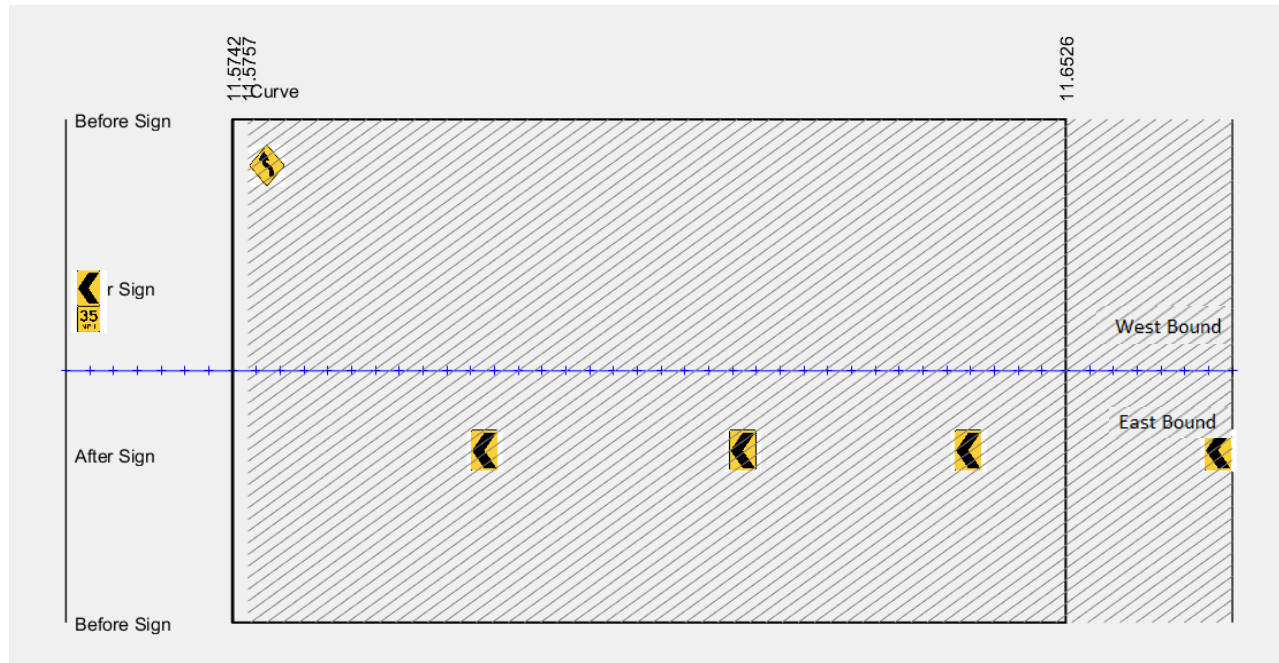 11.5742
11.5757
11.6526
Curve
Before Sign
r Sign
35
West Bound
East Bound
After Sign
Before Sign